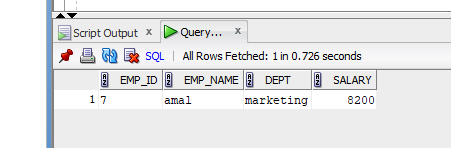 Script Output x Query... x
SQL | All Rows Fetched: 1 in 0.726 seconds
EMP_ID EMP_NAME DEPT SALARY
1 7 amal marketing 8200